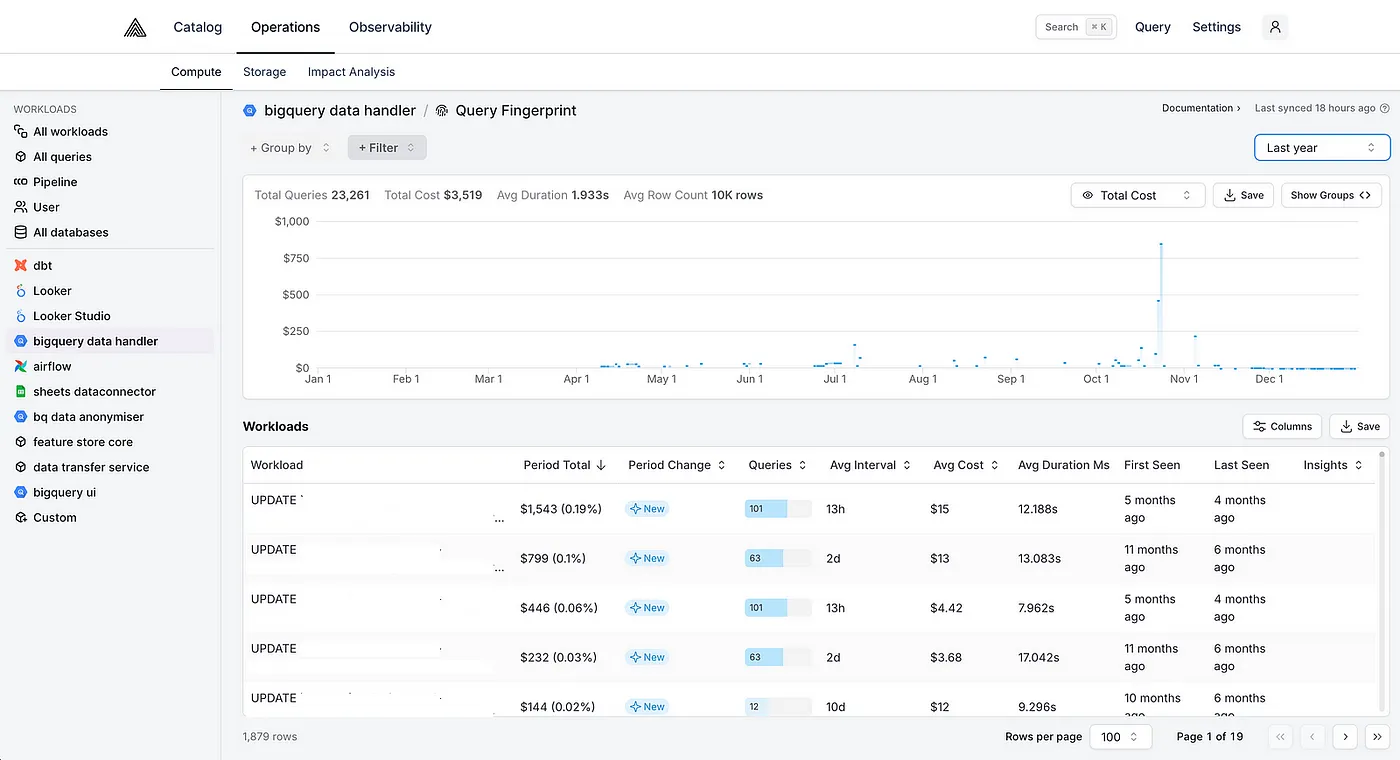 Catalog Operations Observability Search ⌘ K Query Settings
Compute Storage Impact Analysis
WORKLOADS
All workloads
All queries
Pipeline
User
All databases
dbt
Looker
Looker Studio
bigquery data handler
airflow
sheets dataconnector
bq data anonymiser
feature store core
data transfer service
bigquery ui
Custom
bigquery data handler / Query Fingerprint Documentation › Last synced 18 hours ago
+ Group by + Filter Last year
Total Queries 23,261 Total Cost $3,519 Avg Duration 1.933s Avg Row Count 10K rows Total Cost Save Show Groups
$1,000
$750
$500
$250
$0
Jan 1 Feb 1 Mar 1 Apr 1 May 1 Jun 1 Jul 1 Aug 1 Sep 1 Oct 1 Nov 1 Dec 1
Workloads Columns Save
Workload Period Total Period Change Queries Avg Interval Avg Cost Avg Duration Ms First Seen Last Seen Insights
UPDATE ` ... $1,543 (0.19%) New 101 13h $15 12.188s 5 months ago 4 months ago
UPDATE ... $799 (0.1%) New 63 2d $13 13.083s 11 months ago 6 months ago
UPDATE $446 (0.06%) New 101 13h $4.42 7.962s 5 months ago 4 months ago
UPDATE $232 (0.03%) New 63 2d $3.68 17.042s 11 months ago 6 months ago
UPDATE $144 (0.02%) New 12 10d $12 9.296s 10 months ago 6 months ago
1,879 rows Rows per page 100 Page 1 of 19